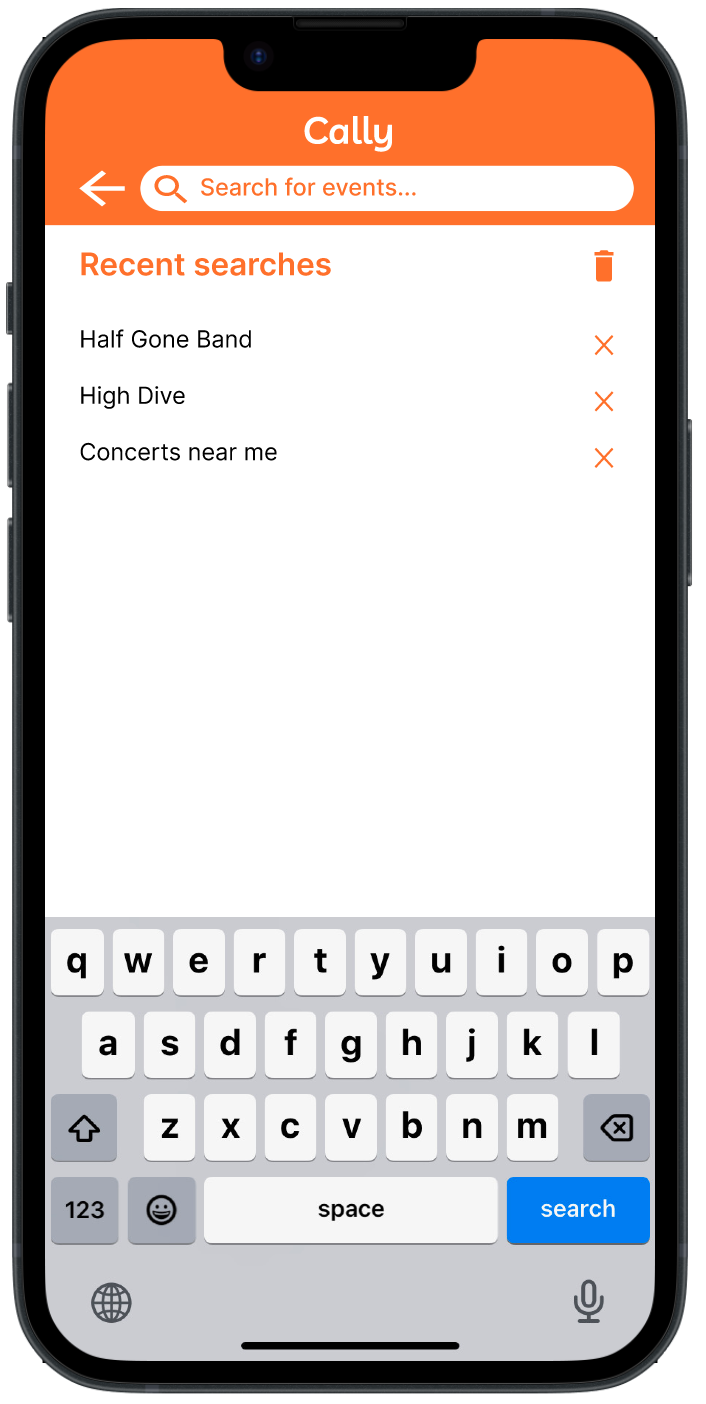 Cally
Search for events...
Recent searches
Half Gone Band
High Dive
Concerts near me
q w e r t y u i o p
a s d f g h j k l
z x c v b n m
123 space search